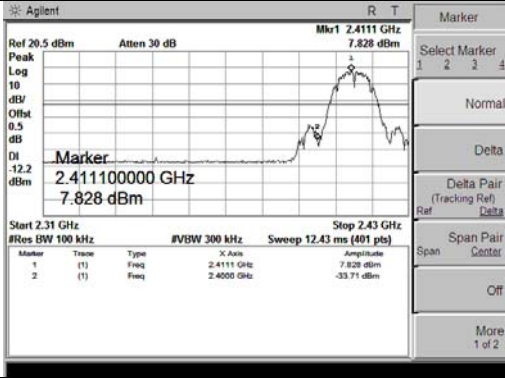 Agilent R T
Mkr1 2.4111 GHz
Ref 20.5 dBm Atten 30 dB 7.828 dBm
Peak
Log
10
dB/
Offst
0.5
dB
DI
-12.2
dBm
1
2
Marker
2.411100000 GHz
7.828 dBm
Start 2.31 GHz Stop 2.43 GHz
#Res BW 100 kHz #VBW 300 kHz Sweep 12.43 ms (401 pts)
Marker Trace Type X Axis Amplitude
1 (1) Freq 2.4111 GHz 7.828 dBm
2 (1) Freq 2.4000 GHz -33.71 dBm
Marker
Select Marker
1 2 3 4
Normal
Delta
Delta Pair
(Tracking Ref)
Ref Delta
Span Pair
Span Center
Off
More
1 of 2